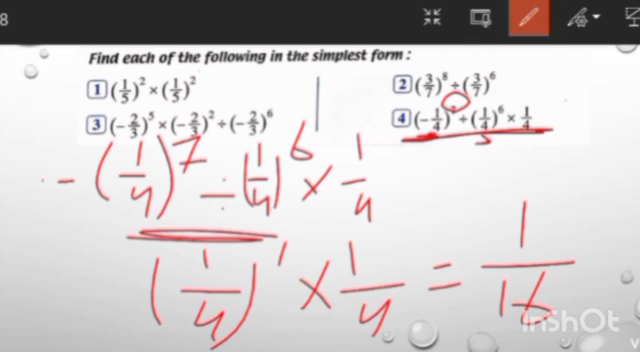 8
Find each of the following in the simplest form :
1 (1/5)² × (1/5)²
2 (3/7)⁸ ÷ (3/7)⁶
3 (-2/3)⁵ × (-2/3)² ÷ (-2/3)⁶
4 (-1/4)⁷ ÷ (1/4)⁶ × 1/4
- (1/4)⁷ ÷ (1/4)⁶ × 1/4
(1/4)¹ × 1/4 = 1/16
InShOt